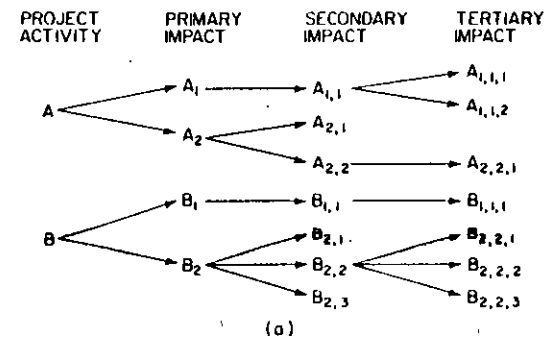 PROJECT ACTIVITY PRIMARY IMPACT SECONDARY IMPACT TERTIARY IMPACT
A₁,₁,₁
A₁ A₁,₁
A A₁,₁,₂
A₂,₁
A₂
A₂,₂ A₂,₂,₁
B₁ B₁,₁ B₁,₁,₁
B B₂,₁ B₂,₂,₁
B₂ B₂,₂ B₂,₂,₂
B₂,₃ B₂,₂,₃
(a)